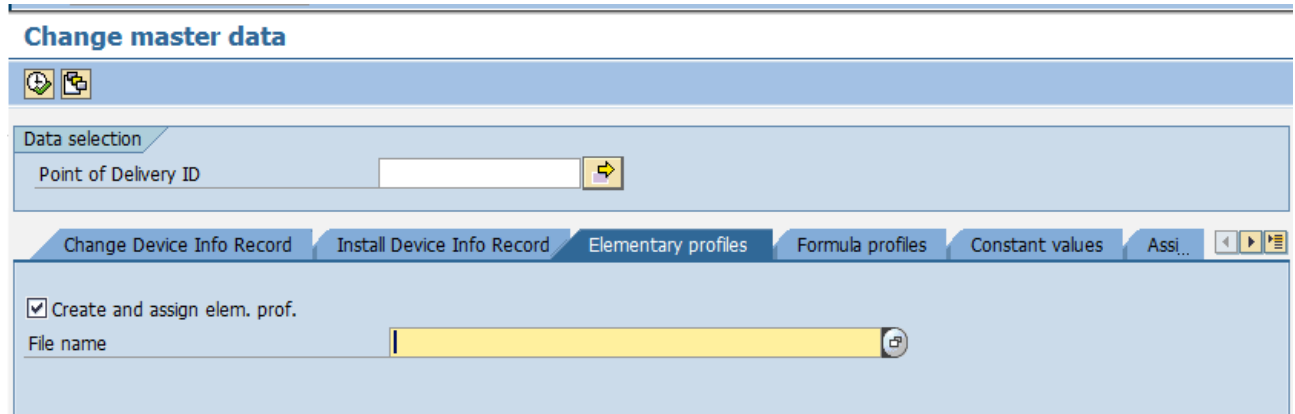 Change master data
Data selection
Point of Delivery ID
Change Device Info Record Install Device Info Record Elementary profiles Formula profiles Constant values Assi...
Create and assign elem. prof.
File name